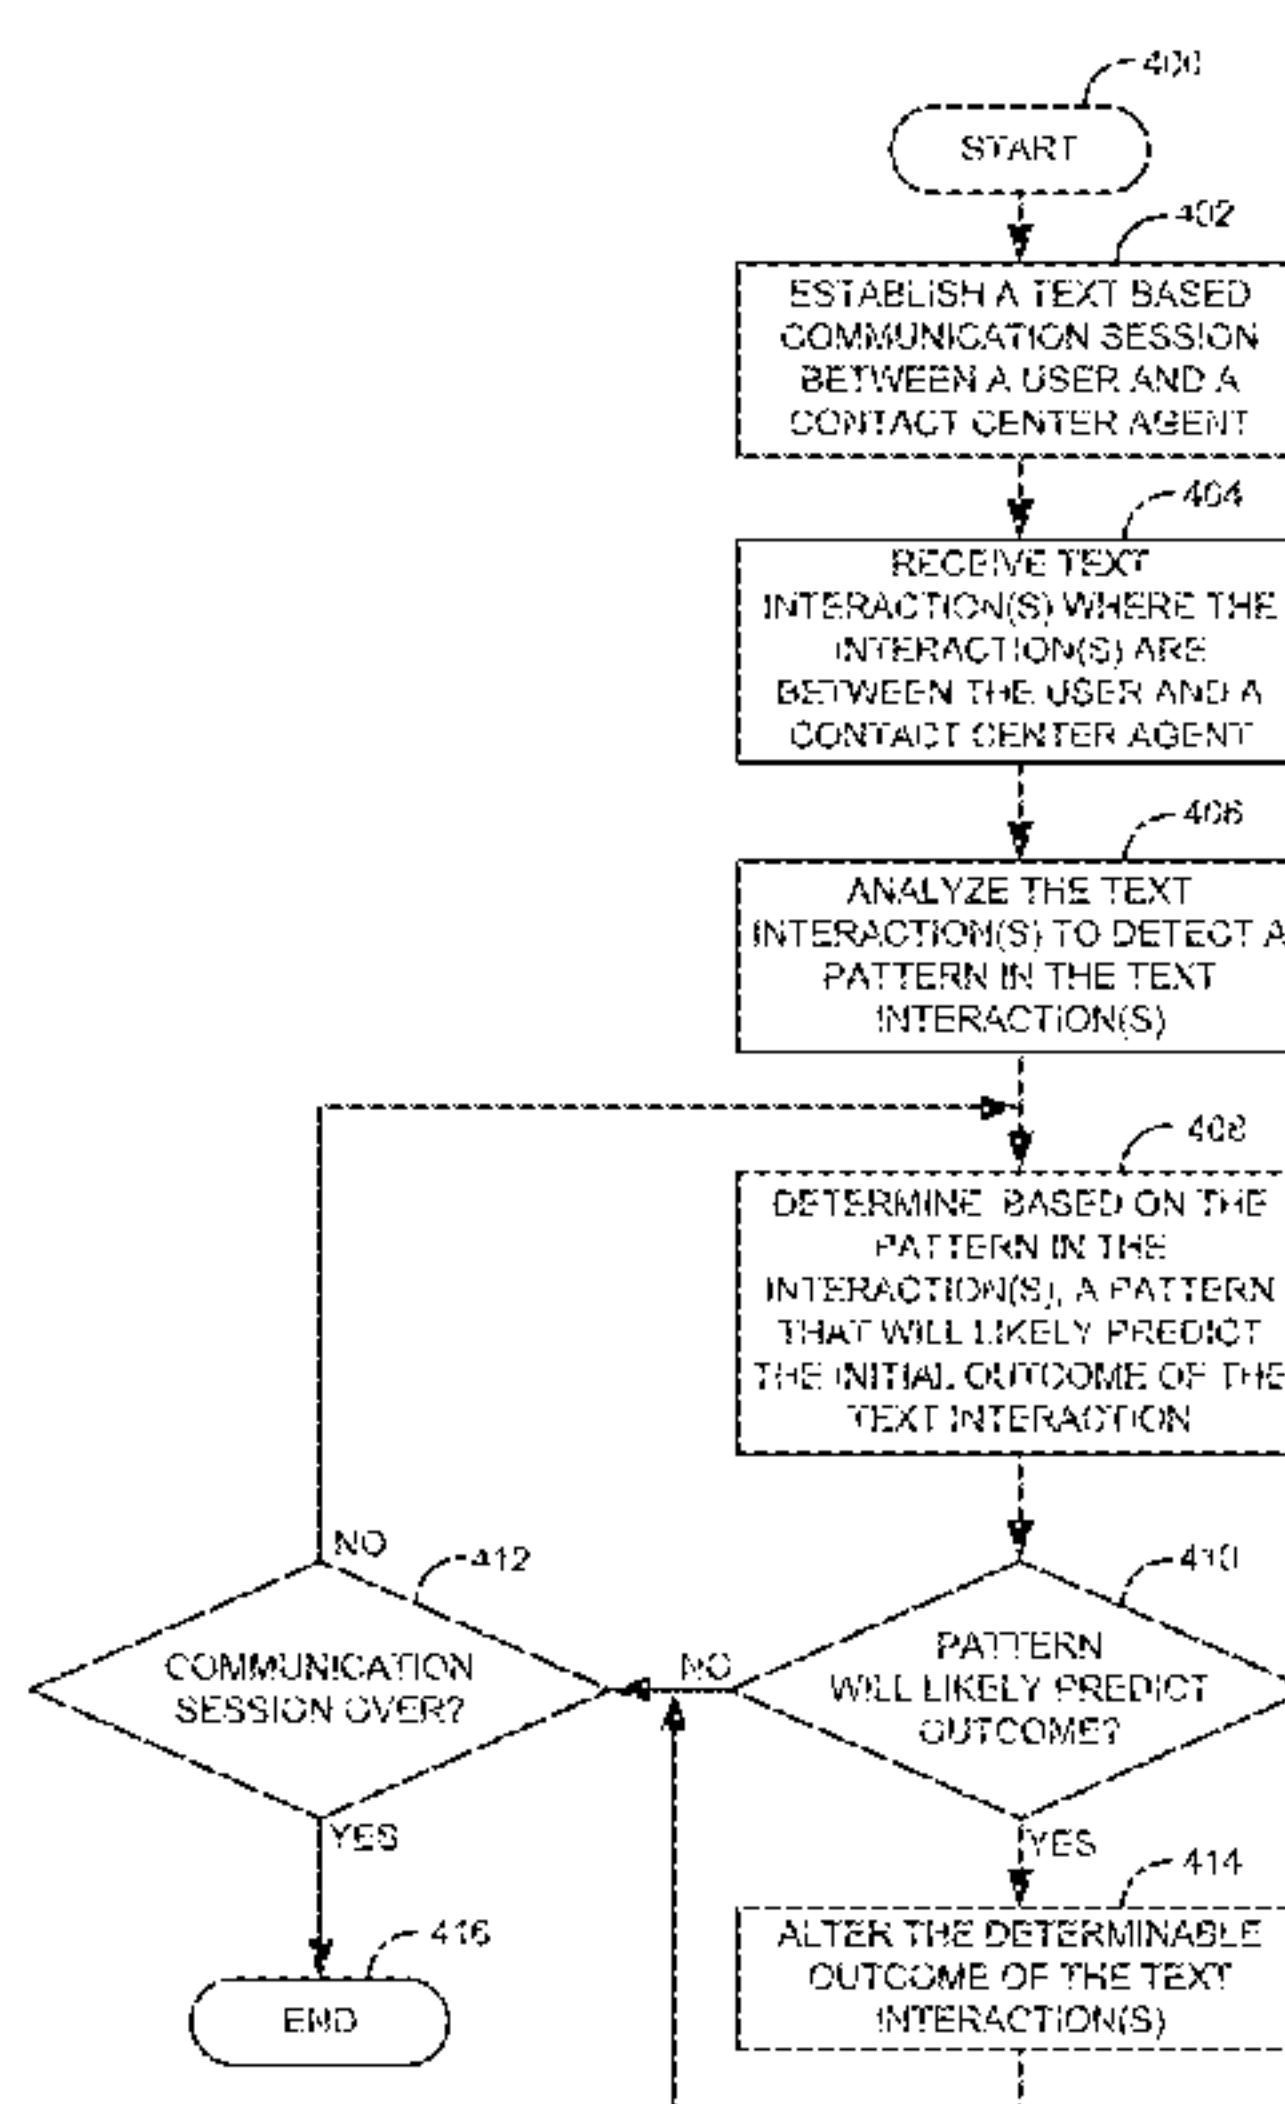 400
START
402
ESTABLISH A TEXT BASED
COMMUNICATION SESSION
BETWEEN A USER AND A
CONTACT CENTER AGENT
404
RECEIVE TEXT
INTERACTION(S) WHERE THE
INTERACTION(S) ARE
BETWEEN THE USER AND A
CONTACT CENTER AGENT
406
ANALYZE THE TEXT
INTERACTION(S) TO DETECT A
PATTERN IN THE TEXT
INTERACTION(S)
408
DETERMINE BASED ON THE
PATTERN IN THE
INTERACTION(S), A PATTERN
THAT WILL LIKELY PREDICT
THE INITIAL OUTCOME OF THE
TEXT INTERACTION
NO
412
410
COMMUNICATION
SESSION OVER?
NO
PATTERN
WILL LIKELY PREDICT
OUTCOME?
YES
YES
414
ALTER THE DETERMINABLE
OUTCOME OF THE TEXT
INTERACTION(S)
416
END